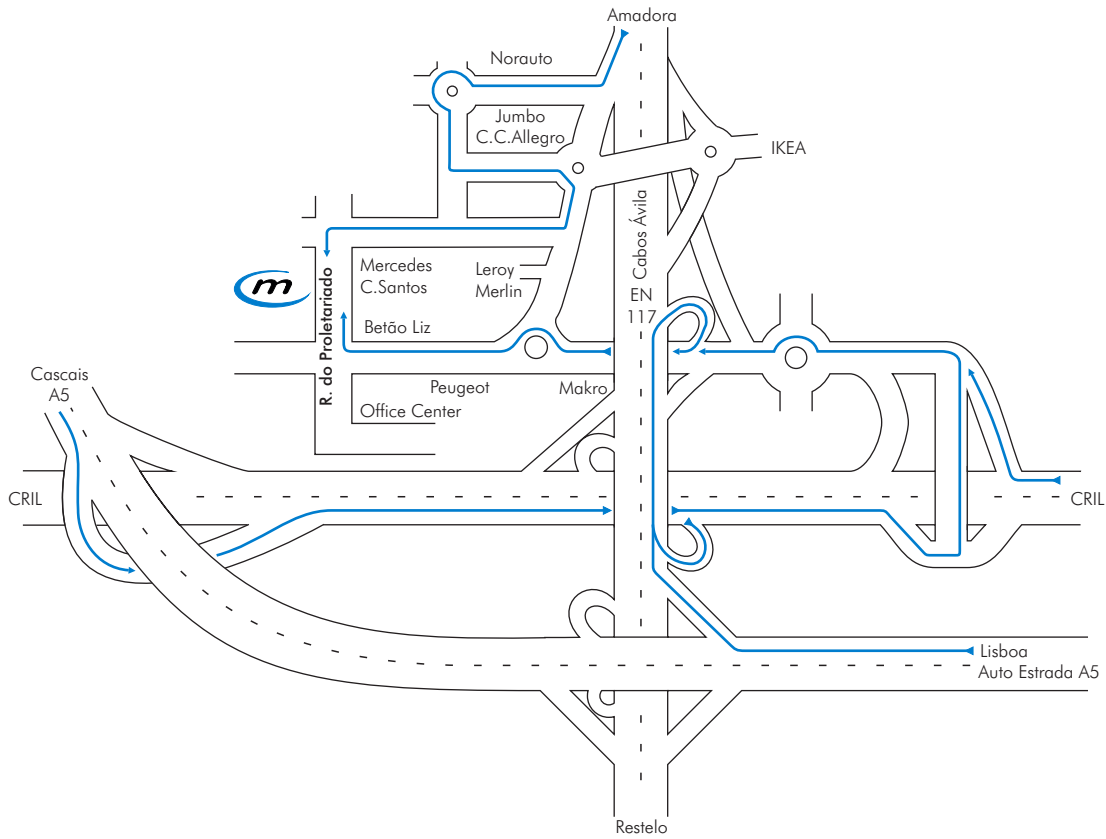 Amadora
Norauto
Jumbo
C.C.Allegro
IKEA
Cabos Ávila
EN
117
Mercedes
C.Santos
Leroy
Merlin
m
R. do Proletariado
Betão Liz
Cascais
A5
Peugeot
Makro
Office Center
CRIL
CRIL
Lisboa
Auto Estrada A5
Restelo